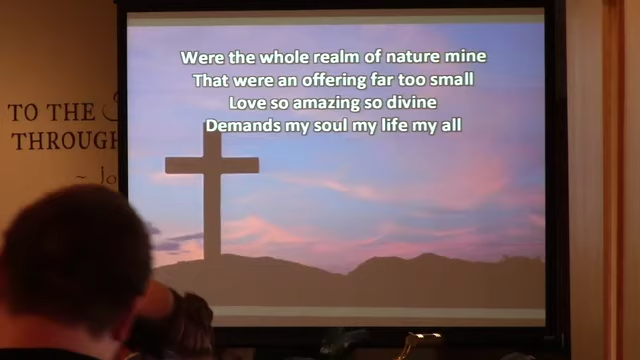 Were the whole realm of nature mine
That were an offering far too small
Love so amazing so divine
Demands my soul my life my all
TO THE
THROUGH
~ Jo